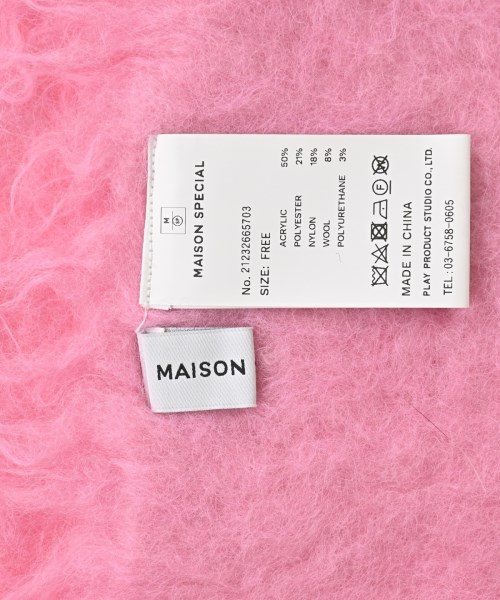 M
MAISON SPECIAL
No. 21232665703
SIZE: FREE
ACRYLIC 50%
POLYESTER 21%
NYLON 18%
WOOL 8%
POLYURETHANE 3%
F
MADE IN CHINA
PLAY PRODUCT STUDIO CO., LTD.
TEL : 03-6758-0605
MAISON